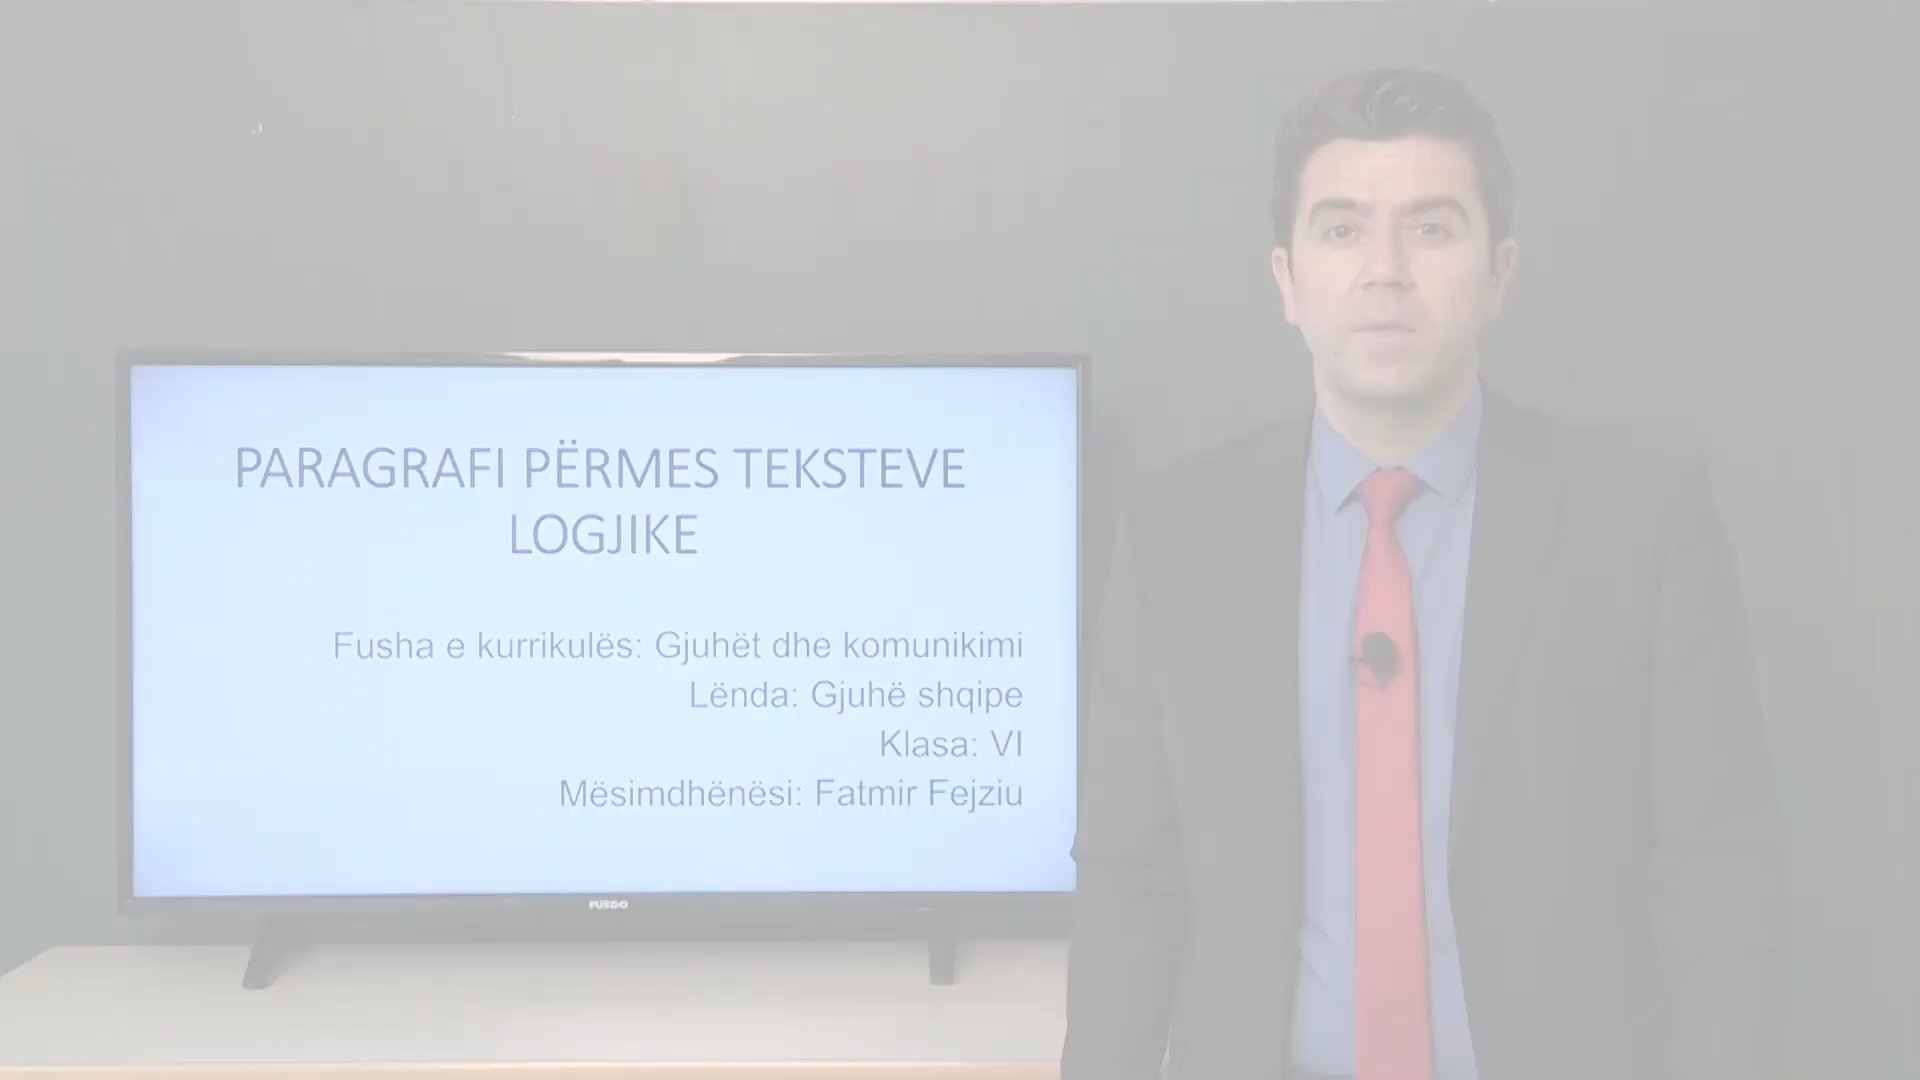 PARAGRAFI PËRMES TEKSTEVE
LOGJIKE
Fusha e kurrikulës: Gjuhët dhe komunikimi
Lënda: Gjuhë shqipe
Klasa: VI
Mësimdhënësi: Fatmir Fejziu
FUEGO